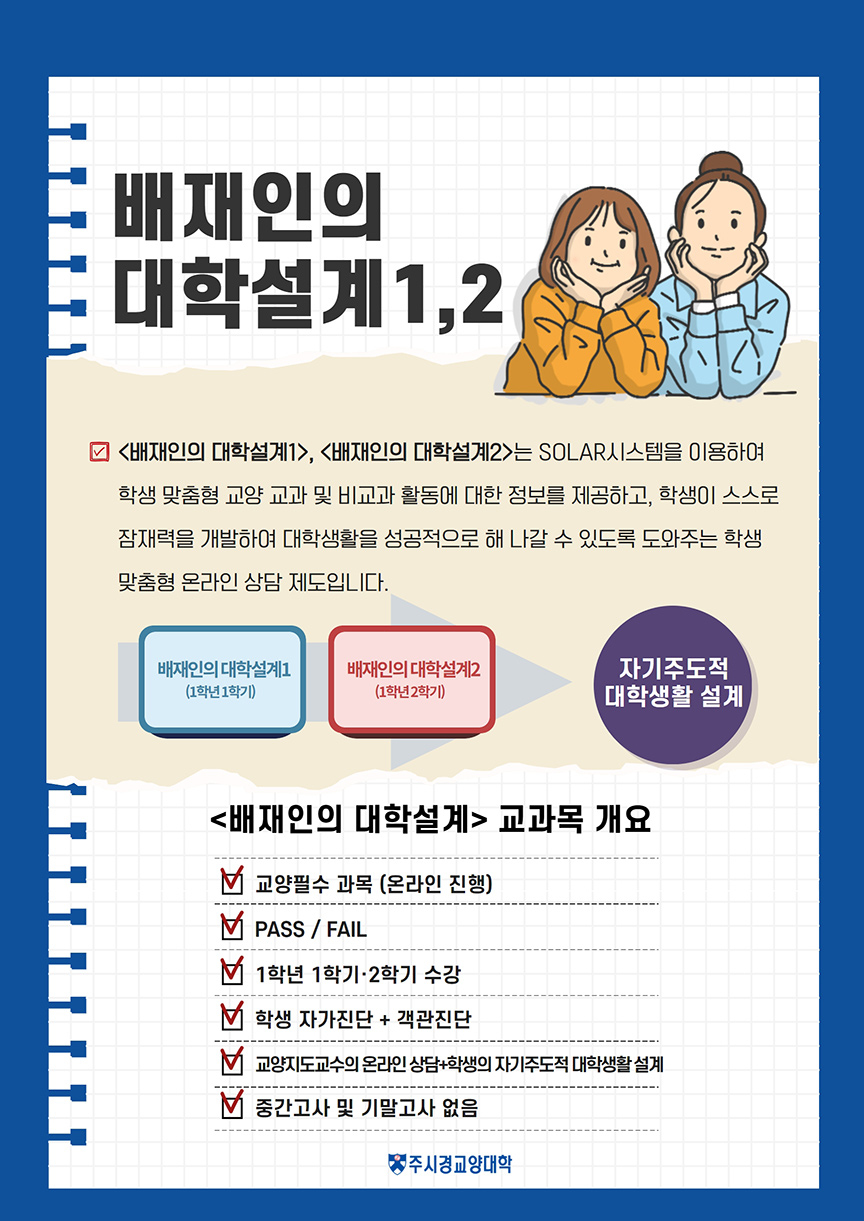 배재인의
대학설계1,2
<배재인의 대학설계1>, <배재인의 대학설계2>는 SOLAR시스템을 이용하여
학생 맞춤형 교양 교과 및 비교과 활동에 대한 정보를 제공하고, 학생이 스스로
잠재력을 개발하여 대학생활을 성공적으로 해 나갈 수 있도록 도와주는 학생
맞춤형 온라인 상담 제도입니다.
배재인의 대학설계1
(1학년 1학기)
배재인의 대학설계2
(1학년 2학기)
자기주도적
대학생활 설계
<배재인의 대학설계> 교과목 개요
교양필수 과목 (온라인 진행)
PASS / FAIL
1학년 1학기·2학기 수강
학생 자가진단 + 객관진단
교양지도교수의 온라인 상담+학생의 자기주도적 대학생활 설계
중간고사 및 기말고사 없음
주시경교양대학